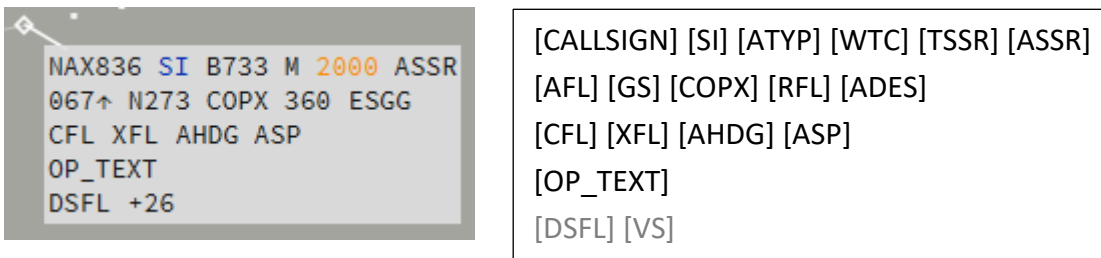 NAX836 SI B733 M 2000 ASSR
067↑ N273 COPX 360 ESGG
CFL XFL AHDG ASP
OP_TEXT
DSFL +26
[CALLSIGN] [SI] [ATYP] [WTC] [TSSR] [ASSR]
[AFL] [GS] [COPX] [RFL] [ADES]
[CFL] [XFL] [AHDG] [ASP]
[OP_TEXT]
[DSFL] [VS]